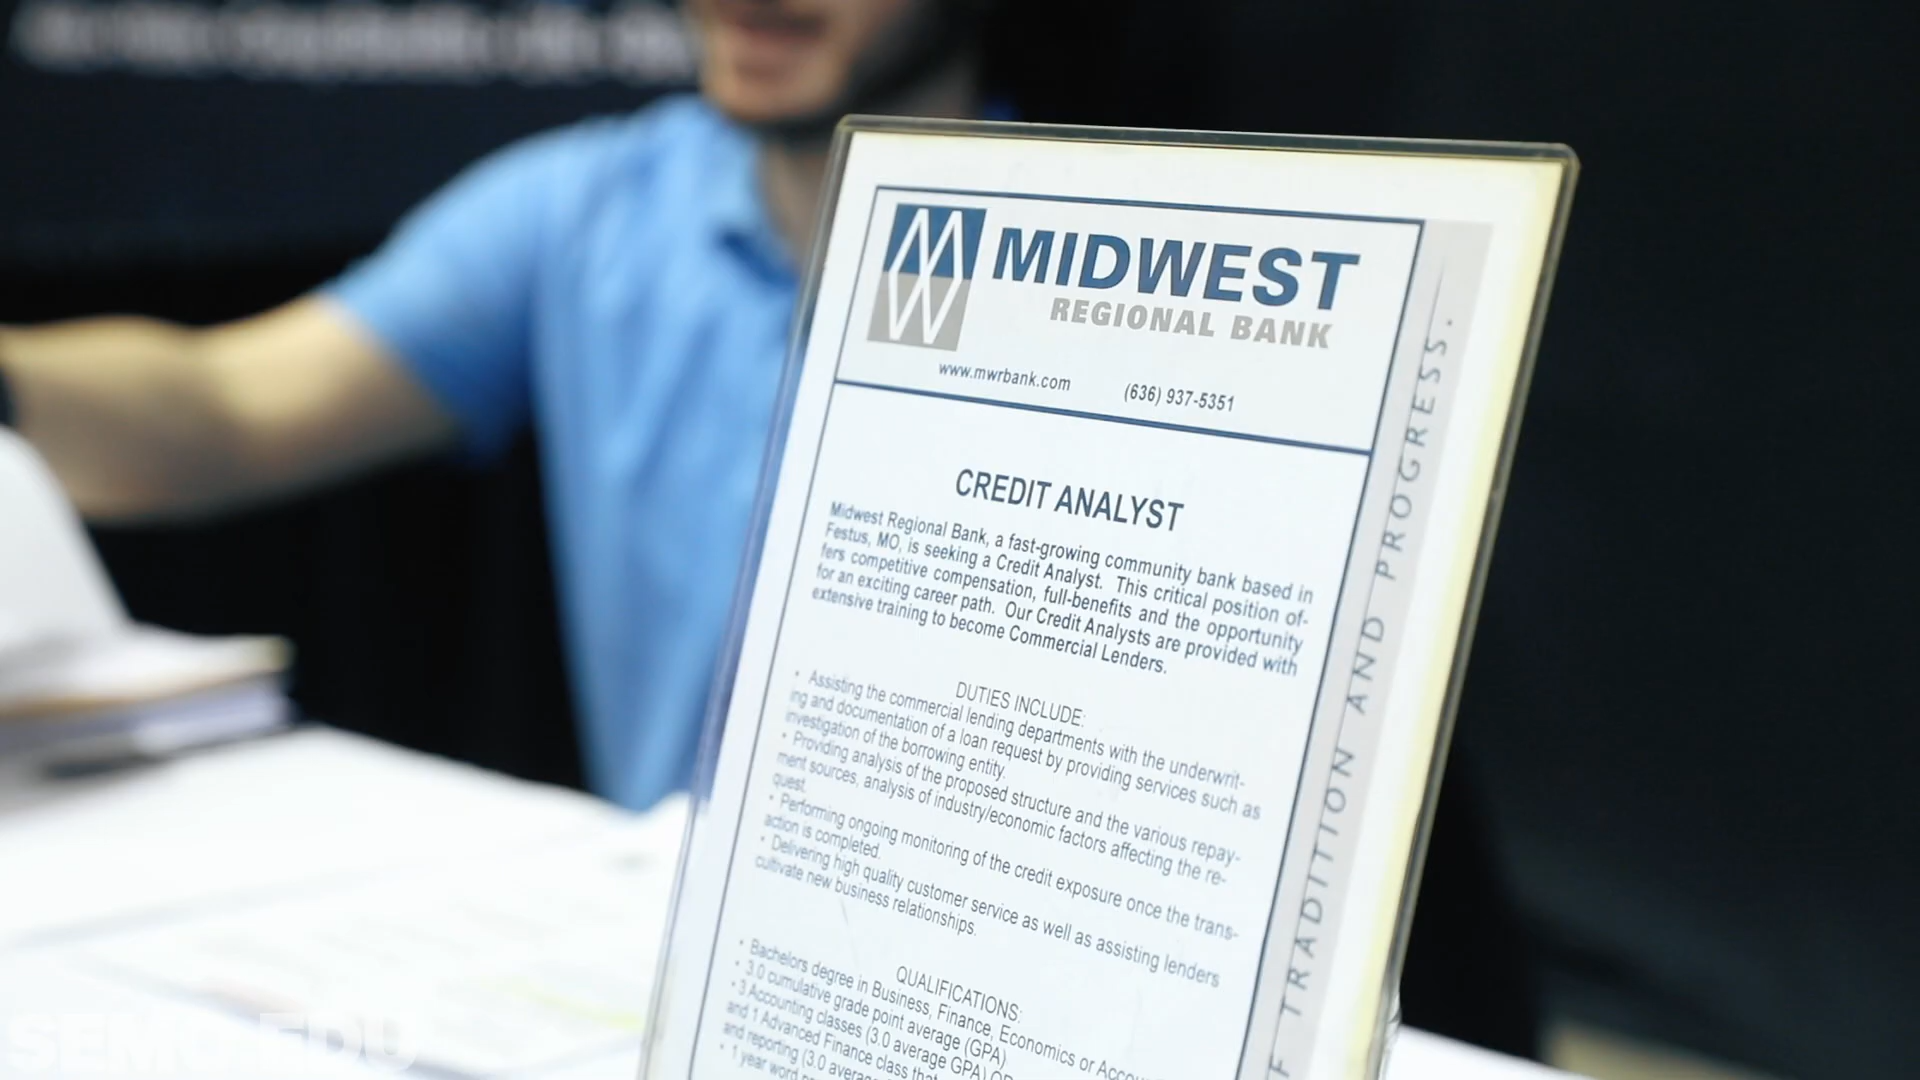 MIDWEST
REGIONAL BANK
www.mwrbank.com (636) 937-5351
CREDIT ANALYST
Midwest Regional Bank, a fast-growing community bank based in
Festus, MO, is seeking a Credit Analyst. This critical position of-
fers competitive compensation, full-benefits and the opportunity
for an exciting career path. Our Credit Analysts are provided with
extensive training to become Commercial Lenders.
DUTIES INCLUDE:
• Assisting the commercial lending departments with the underwrit-
ing and documentation of a loan request by providing services such as
investigation of the borrowing entity.
• Providing analysis of the proposed structure and the various repay-
ment sources, analysis of industry/economic factors affecting the re-
quest.
• Performing ongoing monitoring of the credit exposure once the trans-
action is completed.
• Delivering high quality customer service as well as assisting lenders
cultivate new business relationships.
QUALIFICATIONS:
• Bachelors degree in Business, Finance, Economics or Accou
• 3.0 cumulative grade point average (GPA)
• 3 Accounting classes (3.0 average GPA) OR
and 1 Advanced Finance class that
and reporting (3.0 average
• 1 year word
F TRADITION AND PROGRESS.
SEMO.EDU